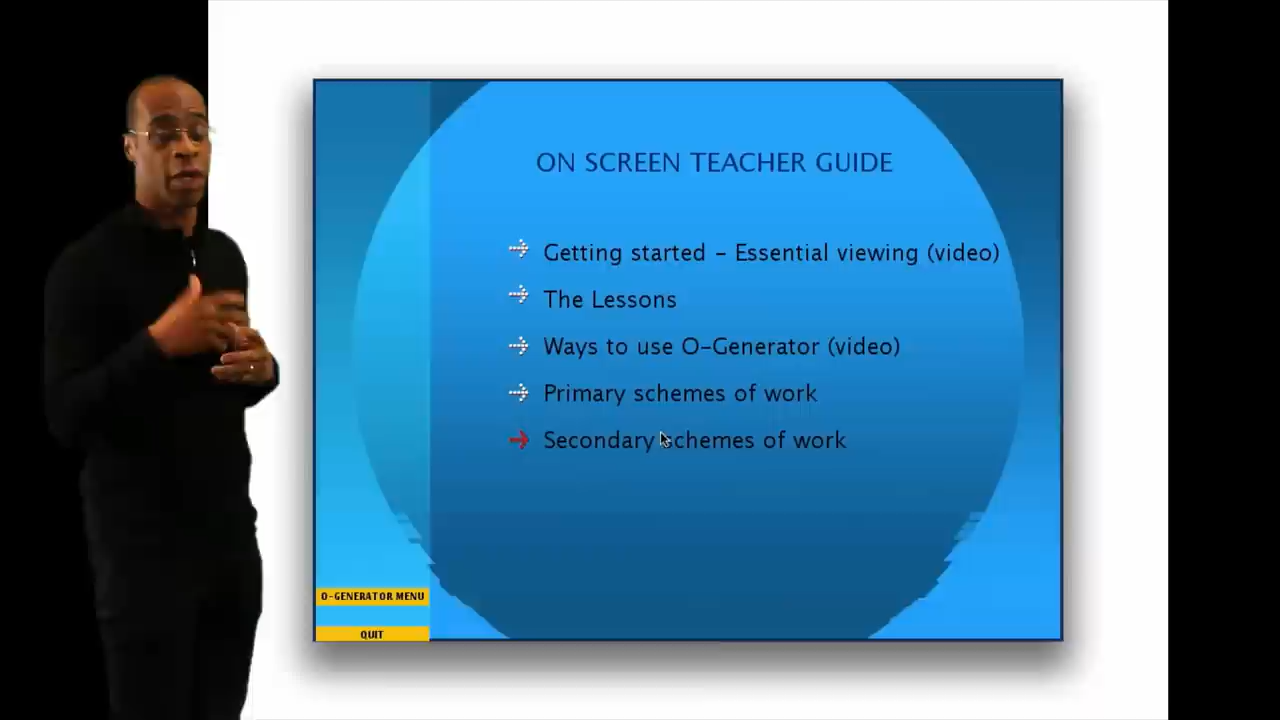 ON SCREEN TEACHER GUIDE
Getting started – Essential viewing (video)
The Lessons
Ways to use O-Generator (video)
Primary schemes of work
Secondary schemes of work
O-GENERATOR MENU
QUIT